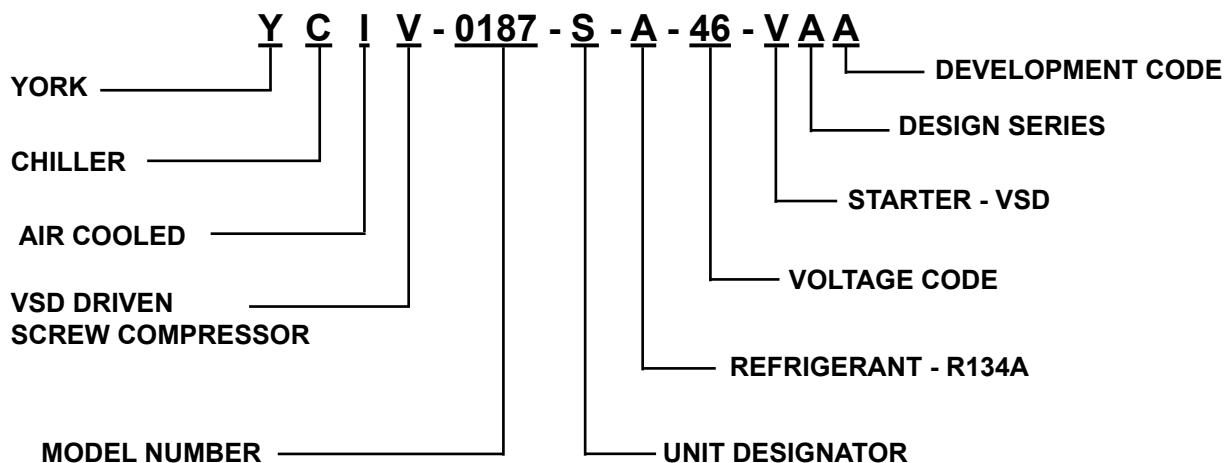 Y C I V - 0187 - S - A - 46 - V A A
YORK
DEVELOPMENT CODE
DESIGN SERIES
CHILLER
STARTER - VSD
AIR COOLED
VOLTAGE CODE
VSD DRIVEN
SCREW COMPRESSOR
REFRIGERANT - R134A
MODEL NUMBER
UNIT DESIGNATOR